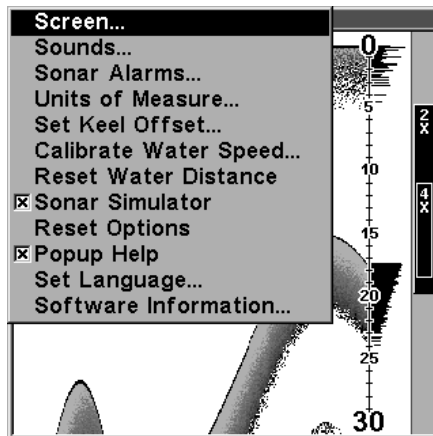 Screen...
Sounds...
Sonar Alarms...
Units of Measure...
Set Keel Offset...
Calibrate Water Speed...
Reset Water Distance
Sonar Simulator
Reset Options
Popup Help
Set Language...
Software Information...
0
5
10
15
20
25
30
2X
4X